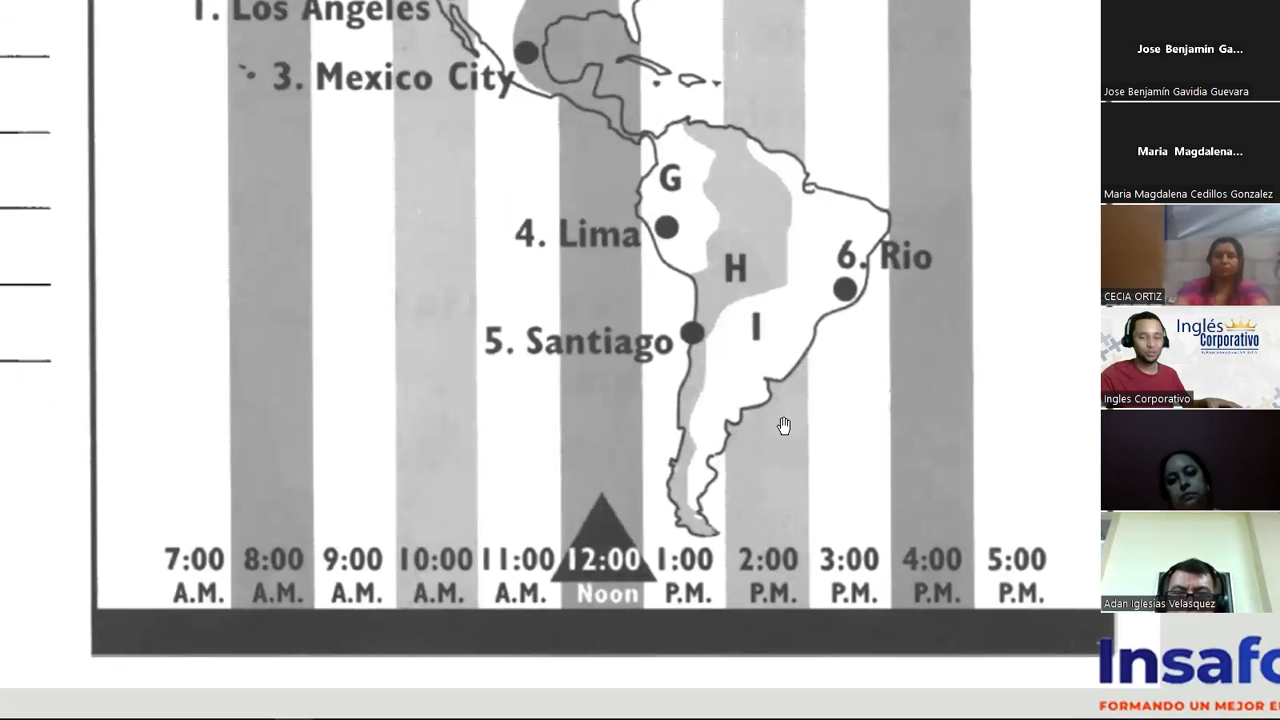 1. Los Angeles
3. Mexico City
G
4. Lima
H
6. Rio
I
5. Santiago
7:00 8:00 9:00 10:00 11:00 12:00 1:00 2:00 3:00 4:00 5:00
A.M. A.M. A.M. A.M. A.M. Noon P.M. P.M. P.M. P.M. P.M.
Jose Benjamín Ga...
Jose Benjamín Gavidia Guevara
Maria Magdalena...
Maria Magdalena Cedillos Gonzalez
CECIA ORTIZ
Inglés
Corporativo
Ingles Corporativo
Adan Iglesias Velasquez
Insafo
FORMANDO UN MEJOR E